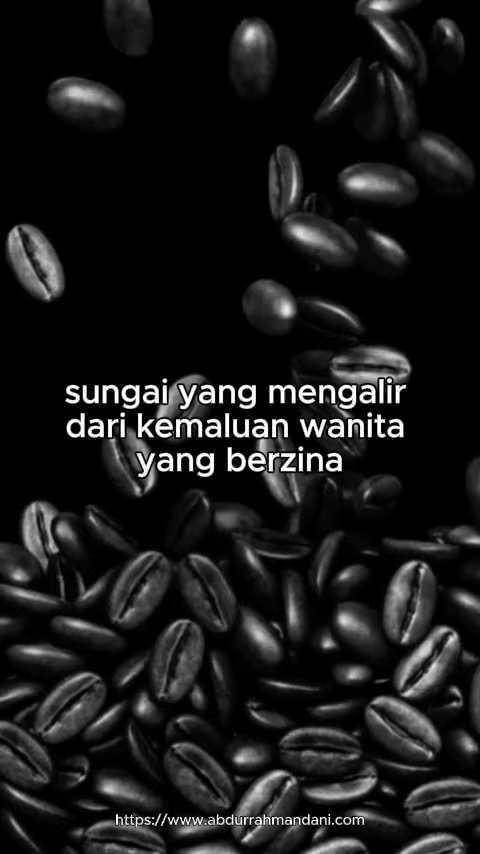 sungai yang mengalir
dari kemaluan wanita
yang berzina
https://www.abdurrahmandani.com